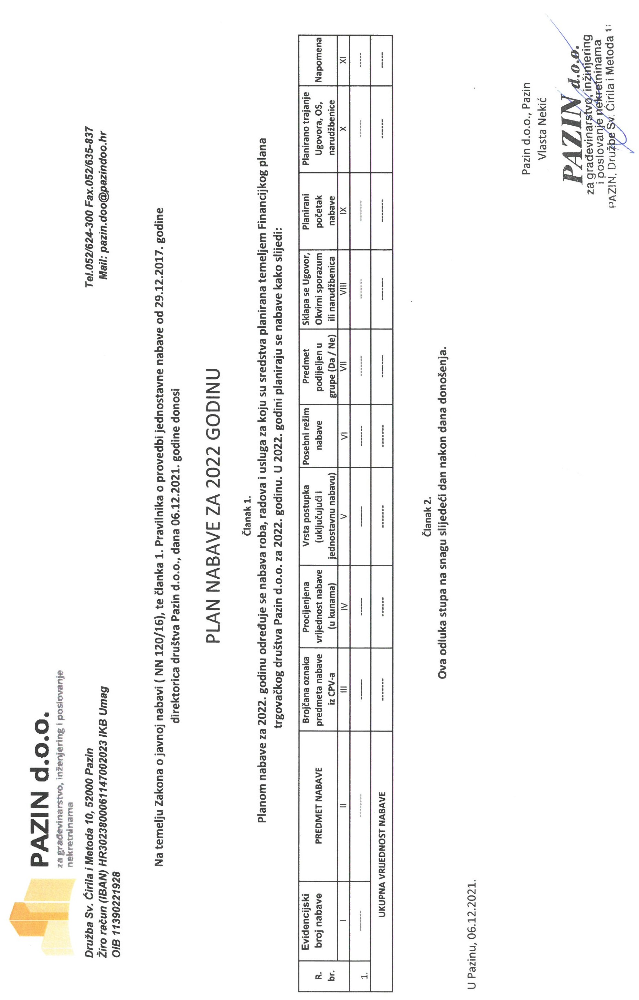 PAZIN d.o.o.
za građevinarstvo, inženjering i poslovanje
nekretninama
Družba Sv. Ćirila i Metoda 10, 52000 Pazin
Žiro račun (IBAN) HR3023800061147002023 IKB Umag
OIB 11390221928
Tel.052/624-300 Fax.052/635-837
Mail: pazin.doo@pazindoo.hr
Na temelju Zakona o javnoj nabavi ( NN 120/16), te članka 1. Pravilnika o provedbi jednostavne nabave od 29.12.2017. godine
direktorica društva Pazin d.o.o., dana 06.12.2021. godine donosi
PLAN NABAVE ZA 2022 GODINU
Članak 1.
Planom nabave za 2022. godinu određuje se nabava roba, radova i usluga za koju su sredstva planirana temeljem Financijkog plana
trgovačkog društva Pazin d.o.o. za 2022. godinu. U 2022. godini planiraju se nabave kako slijedi:
R. br. Evidencijski broj nabave PREDMET NABAVE Brojčana oznaka predmeta nabave iz CPV-a Procijenjena vrijednost nabave (u kunama) Vrsta postupka (uključujući i jednostavnu nabavu) Posebni režim nabave Predmet podijeljen u grupe (Da / Ne) Sklapa se Ugovor, Okvirni sporazum ili narudžbenica Planirani početak nabave Planirano trajanje Ugovora, OS, narudžbenice Napomena
I II III IV V VI VII VIII IX X XI
1. ------- -------- ------- ------ ------- ------- ------- ------- ------- ------ -----
UKUPNA VRIJEDNOST NABAVE ------- ------ ------- ------- ------- ------- ------- ------ -----
Članak 2.
Ova odluka stupa na snagu slijedeći dan nakon dana donošenja.
U Pazinu, 06.12.2021.
Pazin d.o.o., Pazin
Vlasta Nekić
PAZIN d.o.o.
za građevinarstvo, inžinjering
i poslovanje nekretninama
PAZIN, Družbe Sv. Ćirila i Metoda